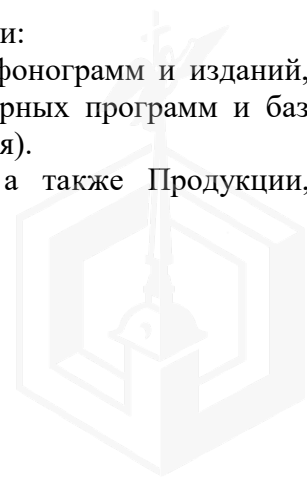 и:
фонограмм и изданий,
рных программ и баз
я).
а также Продукции,